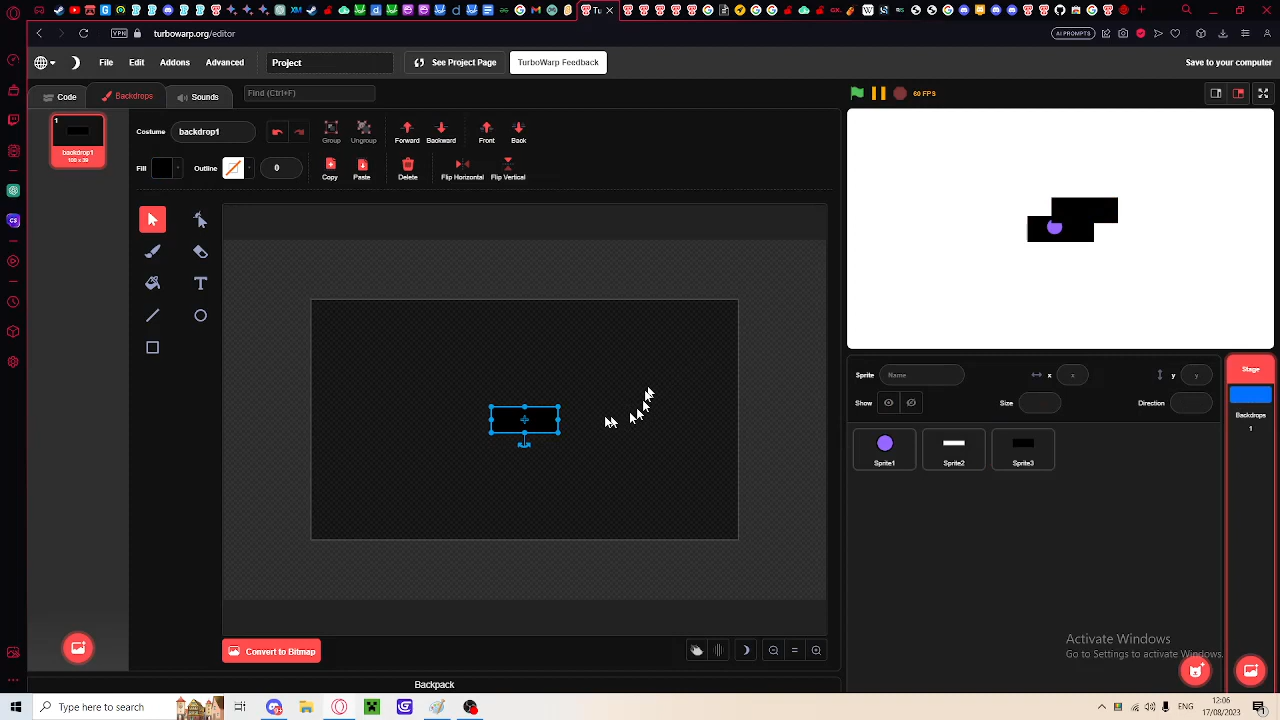 turbowarp.org/editor
VPN
AI PROMPTS
File Edit Addons Advanced Project See Project Page TurboWarp Feedback Save to your computer
Code Backdrops Sounds Find (Ctrl+F)
60 FPS
1
backdrop1
Costume backdrop1 Group Ungroup Forward Backward Front Back
Fill Outline 0 Copy Paste Delete Flip Horizontal Flip Vertical
Sprite Name x x y y
Show Size Direction
Stage
Backdrops
1
Sprite1 Sprite2 Sprite3
Convert to Bitmap
Activate Windows
Go to Settings to activate Windows.
Backpack
Type here to search
ENG
12:06
17/08/2023